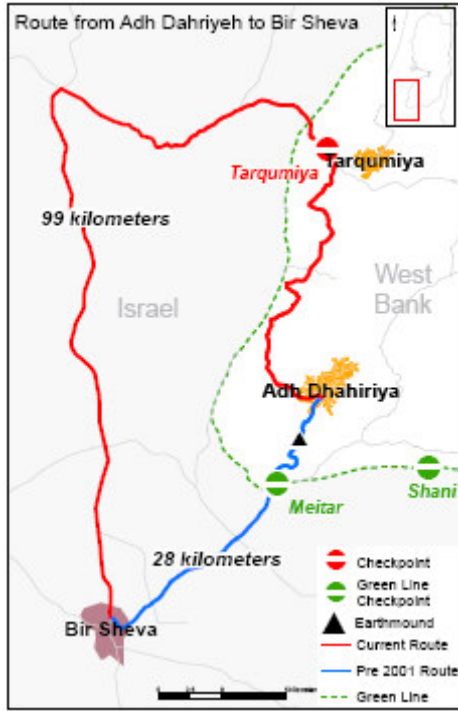 Route from Adh Dahriyeh to Bir Sheva
Tarqumiya
Tarqumiya
99 kilometers
Israel
West
Bank
Adh Dhahiriya
Shani
Meitar
28 kilometers
Bir Sheva
Checkpoint
Green Line
Checkpoint
Earthmound
Current Route
Pre 2001 Route
Green Line